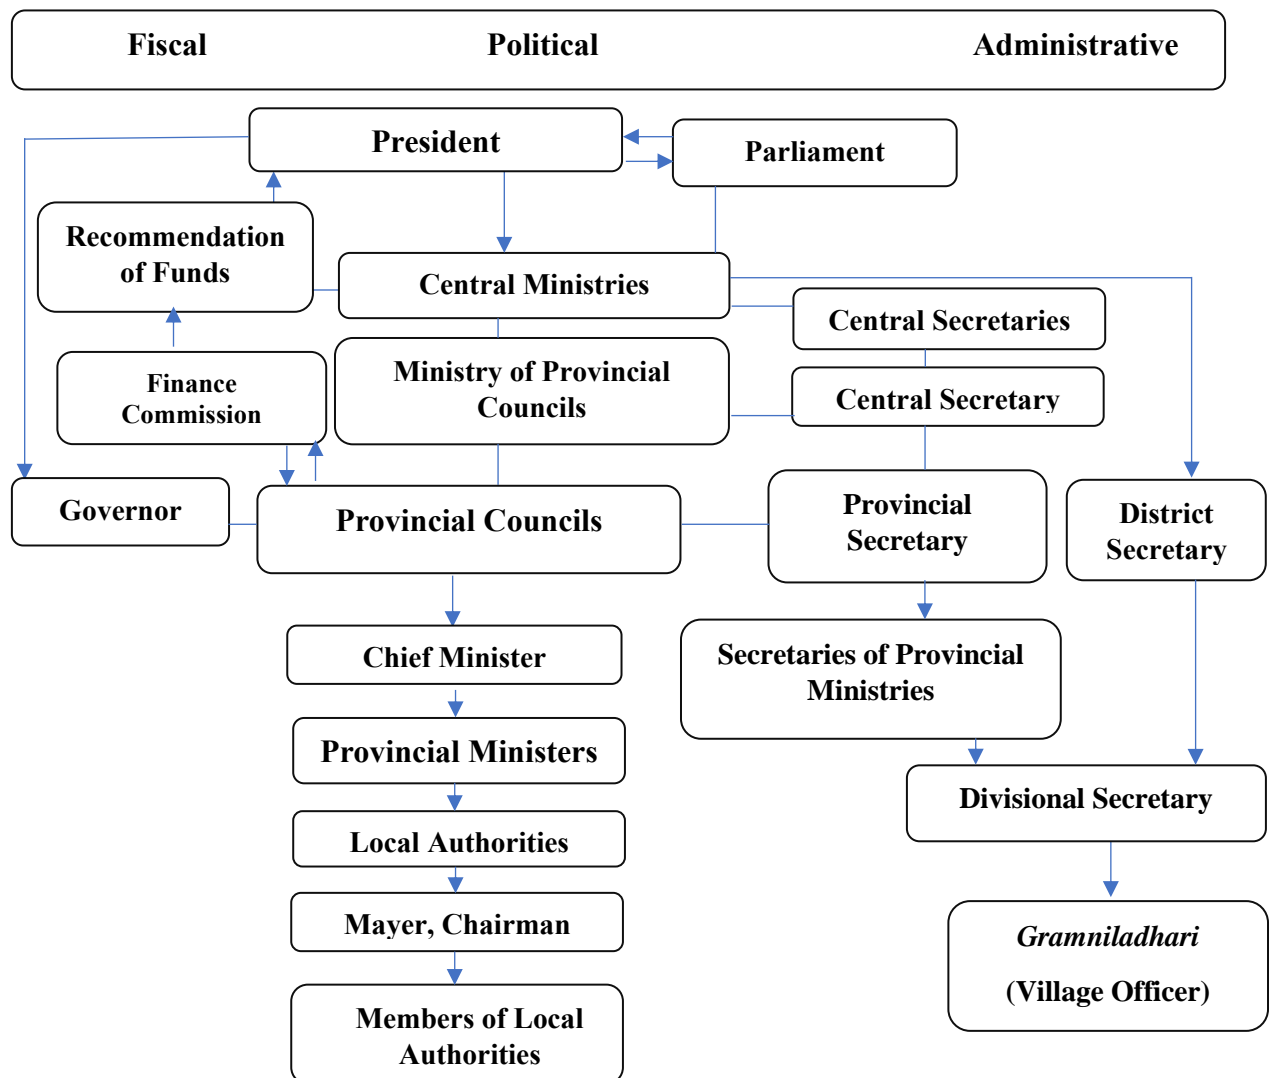 Fiscal Political Administrative
President
Parliament
Recommendation
of Funds
Central Ministries
Central Secretaries
Finance
Commission
Ministry of Provincial
Councils
Central Secretary
Governor
Provincial Councils
Provincial
Secretary
District
Secretary
Chief Minister
Secretaries of Provincial
Ministries
Provincial Ministers
Divisional Secretary
Local Authorities
Mayer, Chairman
Gramniladhari
(Village Officer)
Members of Local
Authorities